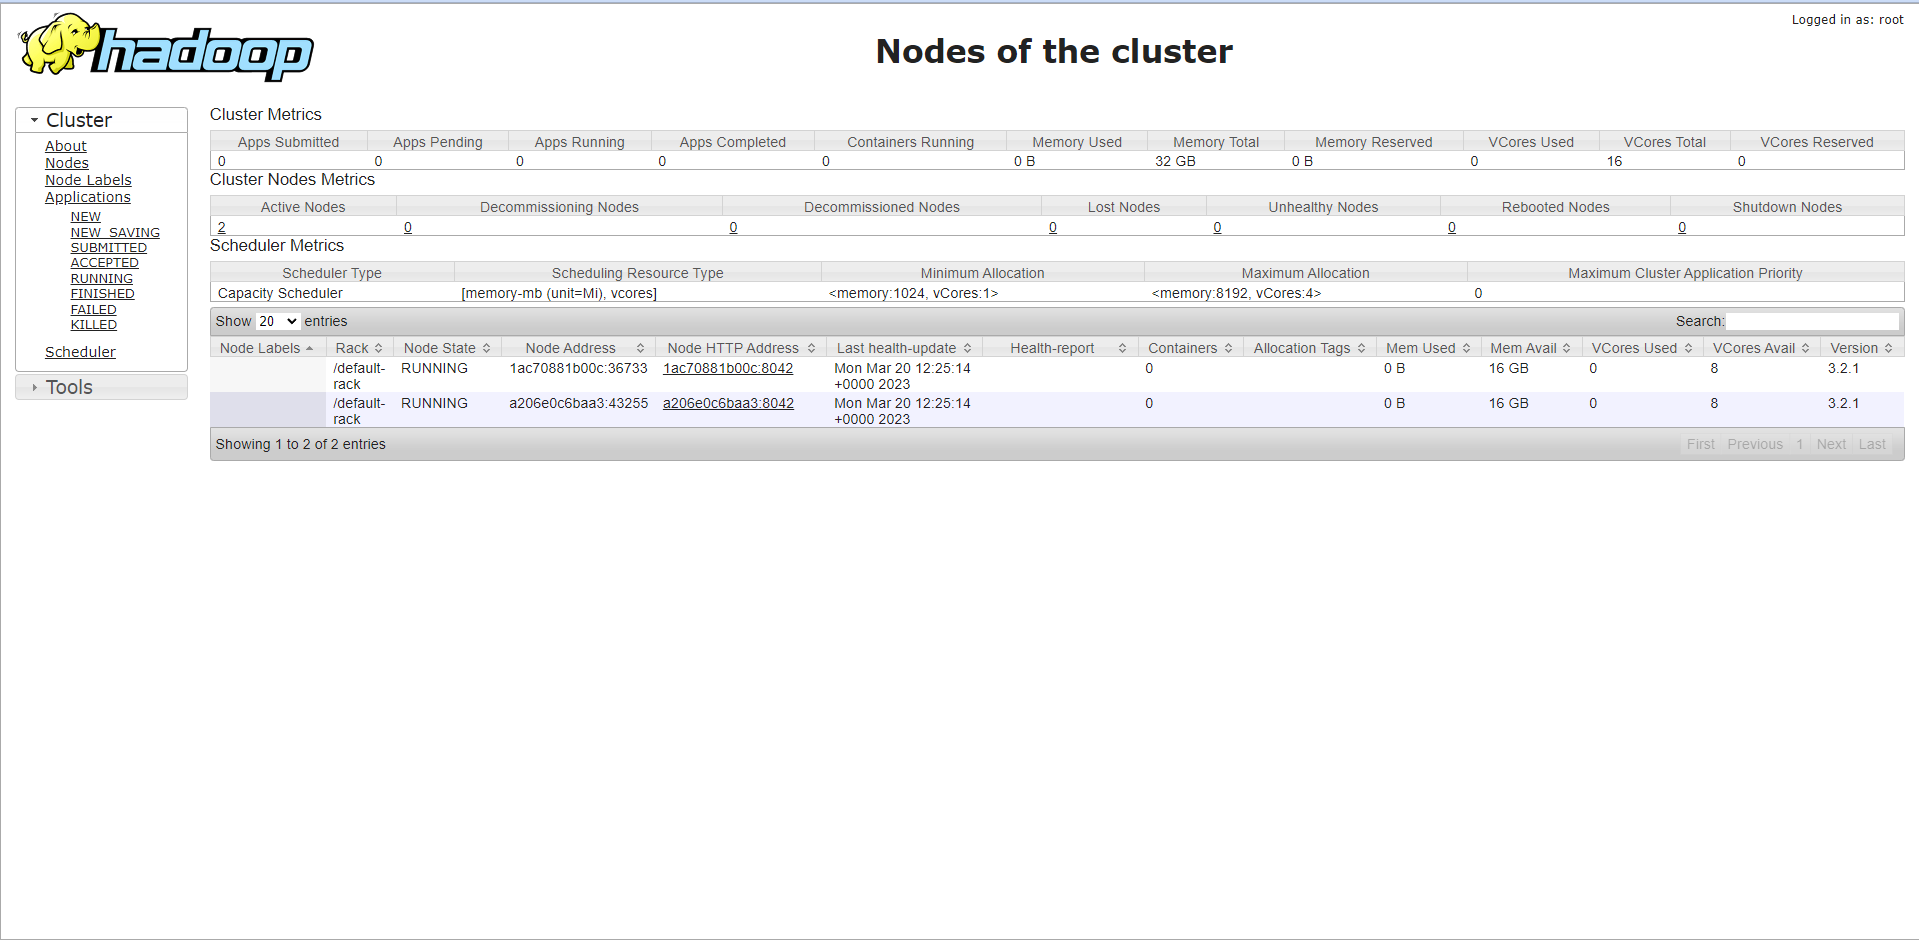 Logged in as: root
hadoop
Nodes of the cluster
Cluster
About
Nodes
Node Labels
Applications
NEW
NEW_SAVING
SUBMITTED
ACCEPTED
RUNNING
FINISHED
FAILED
KILLED
Scheduler
Tools
Cluster Metrics
Apps Submitted Apps Pending Apps Running Apps Completed Containers Running Memory Used Memory Total Memory Reserved VCores Used VCores Total VCores Reserved
0 0 0 0 0 0 B 32 GB 0 B 0 16 0
Cluster Nodes Metrics
Active Nodes Decommissioning Nodes Decommissioned Nodes Lost Nodes Unhealthy Nodes Rebooted Nodes Shutdown Nodes
2 0 0 0 0 0 0
Scheduler Metrics
Scheduler Type Scheduling Resource Type Minimum Allocation Maximum Allocation Maximum Cluster Application Priority
Capacity Scheduler [memory-mb (unit=Mi), vcores] <memory:1024, vCores:1> <memory:8192, vCores:4> 0
Show 20 entries Search:
Node Labels Rack Node State Node Address Node HTTP Address Last health-update Health-report Containers Allocation Tags Mem Used Mem Avail VCores Used VCores Avail Version
/default- RUNNING 1ac70881b00c:36733 1ac70881b00c:8042 Mon Mar 20 12:25:14 0 0 B 16 GB 0 8 3.2.1
rack +0000 2023
/default- RUNNING a206e0c6baa3:43255 a206e0c6baa3:8042 Mon Mar 20 12:25:14 0 0 B 16 GB 0 8 3.2.1
rack +0000 2023
Showing 1 to 2 of 2 entries First Previous 1 Next Last